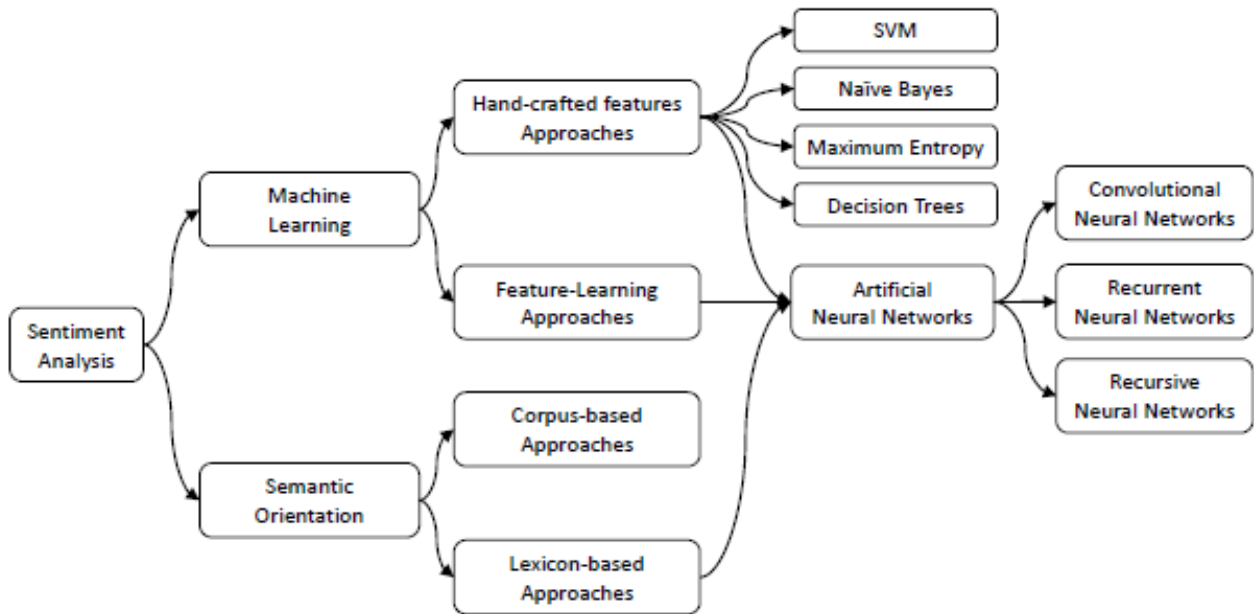 SVM
Naïve Bayes
Hand-crafted features
Approaches
Maximum Entropy
Decision Trees
Machine
Learning
Convolutional
Neural Networks
Feature-Learning
Approaches
Artificial
Neural Networks
Recurrent
Neural Networks
Sentiment
Analysis
Recursive
Neural Networks
Corpus-based
Approaches
Semantic
Orientation
Lexicon-based
Approaches